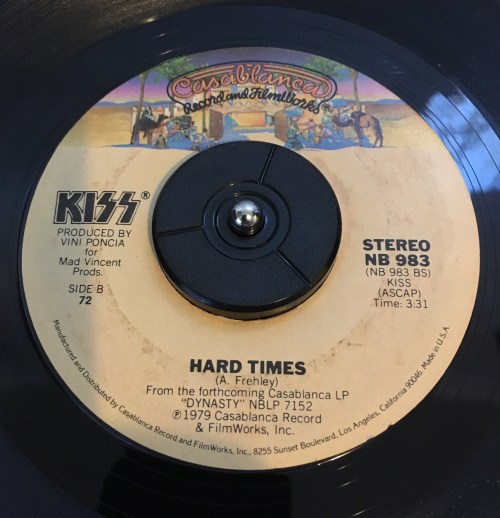 Casablanca
Record and FilmWorks
KISS®
PRODUCED BY
VINI PONCIA
for
Mad Vincent
Prods.
SIDE B
72
STEREO
NB 983
(NB 983 BS)
KISS
(ASCAP)
Time: 3:31
HARD TIMES
(A. Frehley)
From the forthcoming Casablanca LP
"DYNASTY" NBLP 7152
℗1979 Casablanca Record
& FilmWorks, Inc.
Manufactured and Distributed by Casablanca Record and FilmWorks, Inc., 8255 Sunset Boulevard, Los Angeles, California 90046. Made in U.S.A.